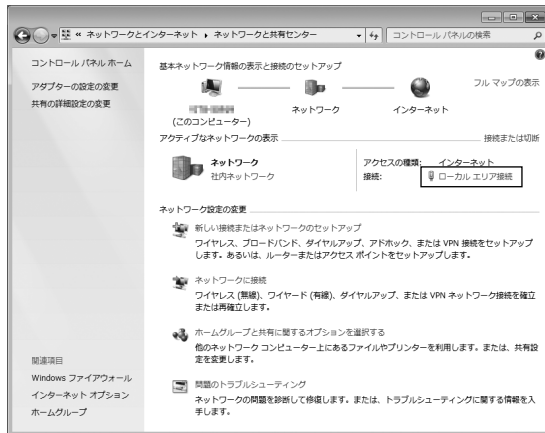 « ネットワークとインターネット ▸ ネットワークと共有センター
コントロール パネルの検索
コントロール パネル ホーム
アダプターの設定の変更
共有の詳細設定の変更
基本ネットワーク情報の表示と接続のセットアップ
フル マップの表示
(このコンピューター)
ネットワーク
インターネット
アクティブなネットワークの表示
接続または切断
ネットワーク
社内ネットワーク
アクセスの種類: インターネット
接続: ローカル エリア接続
ネットワーク設定の変更
新しい接続またはネットワークのセットアップ
ワイヤレス、ブロードバンド、ダイヤルアップ、アドホック、または VPN 接続をセットアップ
します。あるいは、ルーターまたはアクセス ポイントをセットアップします。
ネットワークに接続
ワイヤレス (無線)、ワイヤード (有線)、ダイヤルアップ、または VPN ネットワーク接続を確立
または再確立します。
ホームグループと共有に関するオプションを選択する
他のネットワーク コンピューター上にあるファイルやプリンターを利用します。または、共有設
定を変更します。
問題のトラブルシューティング
ネットワークの問題を診断して修復します。または、トラブルシューティングに関する情報を入
手します。
関連項目
Windows ファイアウォール
インターネット オプション
ホームグループ